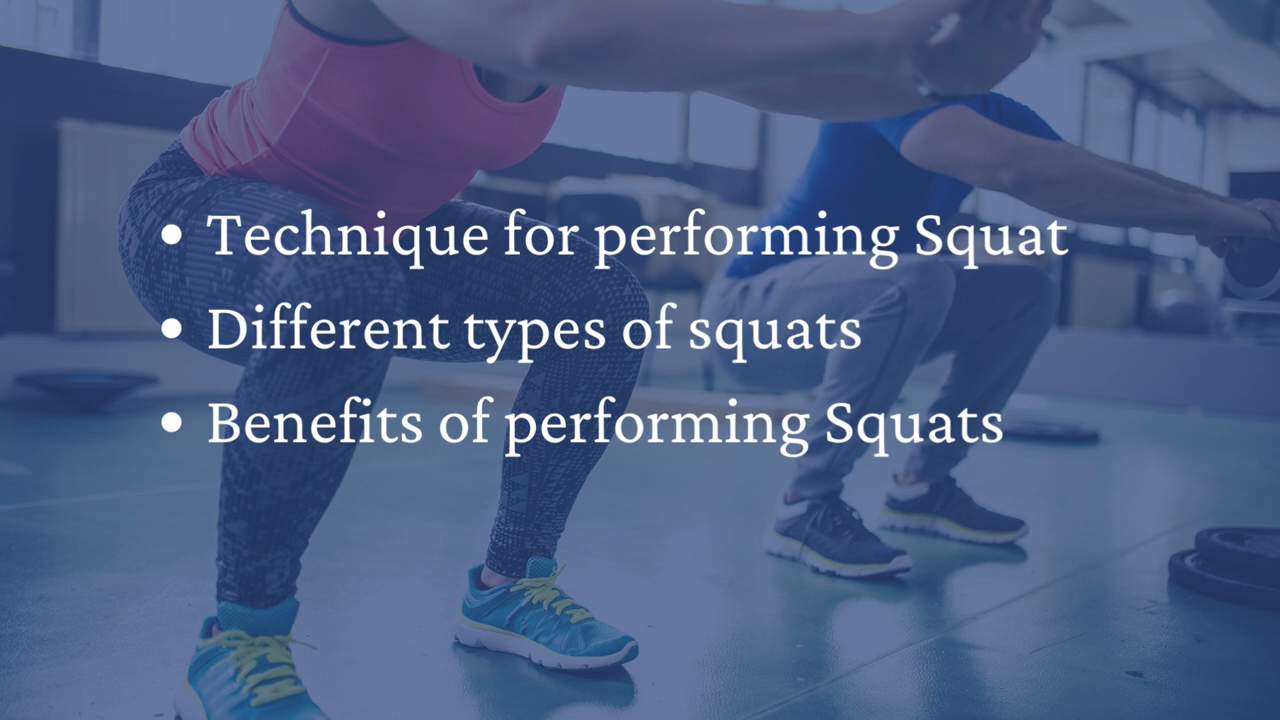 • Technique for performing Squat
• Different types of squats
• Benefits of performing Squats